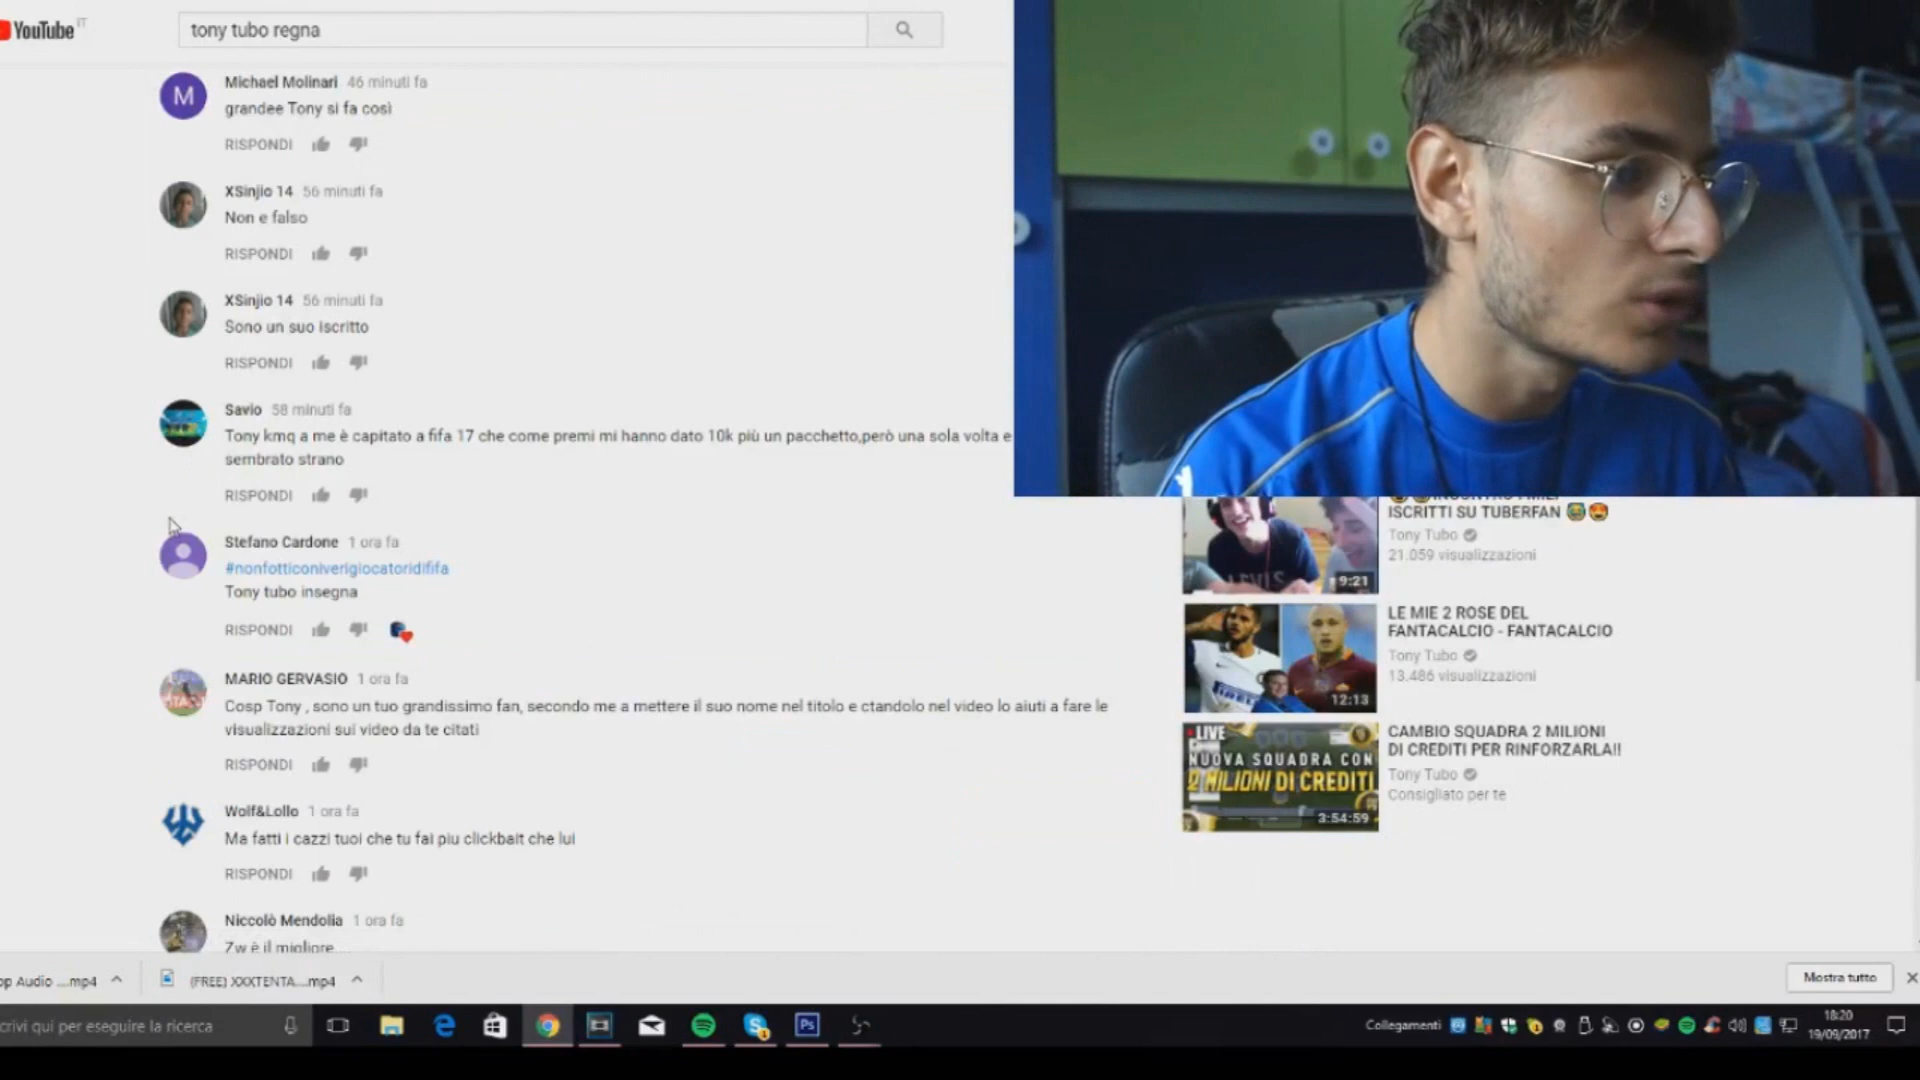 YouTube IT
tony tubo regna
Michael Molinari 46 minuti fa
grandee Tony si fa così
RISPONDI
XSinjio 14 56 minuti fa
Non e falso
RISPONDI
XSinjio 14 56 minuti fa
Sono un suo iscritto
RISPONDI
Savio 58 minuti fa
Tony kmq a me è capitato a fifa 17 che come premi mi hanno dato 10k più un pacchetto,però una sola volta e
sembrato strano
RISPONDI
Stefano Cardone 1 ora fa
#nonfotticoniverigiocatoridififa
Tony tubo insegna
RISPONDI
MARIO GERVASIO 1 ora fa
Cosp Tony , sono un tuo grandissimo fan, secondo me a mettere il suo nome nel titolo e ctandolo nel video lo aiuti a fare le
visualizzazioni sui video da te citati
RISPONDI
Wolf&Lollo 1 ora fa
Ma fatti i cazzi tuoi che tu fai piu clickbait che lui
RISPONDI
Niccolò Mendolia 1 ora fa
Zw è il migliore
ISCRITTI SU TUBERFAN
Tony Tubo
21.059 visualizzazioni
9:21
LE MIE 2 ROSE DEL
FANTACALCIO - FANTACALCIO
Tony Tubo
13.486 visualizzazioni
12:13
CAMBIO SQUADRA 2 MILIONI
DI CREDITI PER RINFORZARLA!!
Tony Tubo
Consigliato per te
LIVE
NUOVA SQUADRA CON
2 MILIONI DI CREDITI
3:54:59
op Audio ....mp4
(FREE) XXXTENTA....mp4
Mostra tutto
crivi qui per eseguire la ricerca
Ps
Collegamenti
18:20
19/09/2017